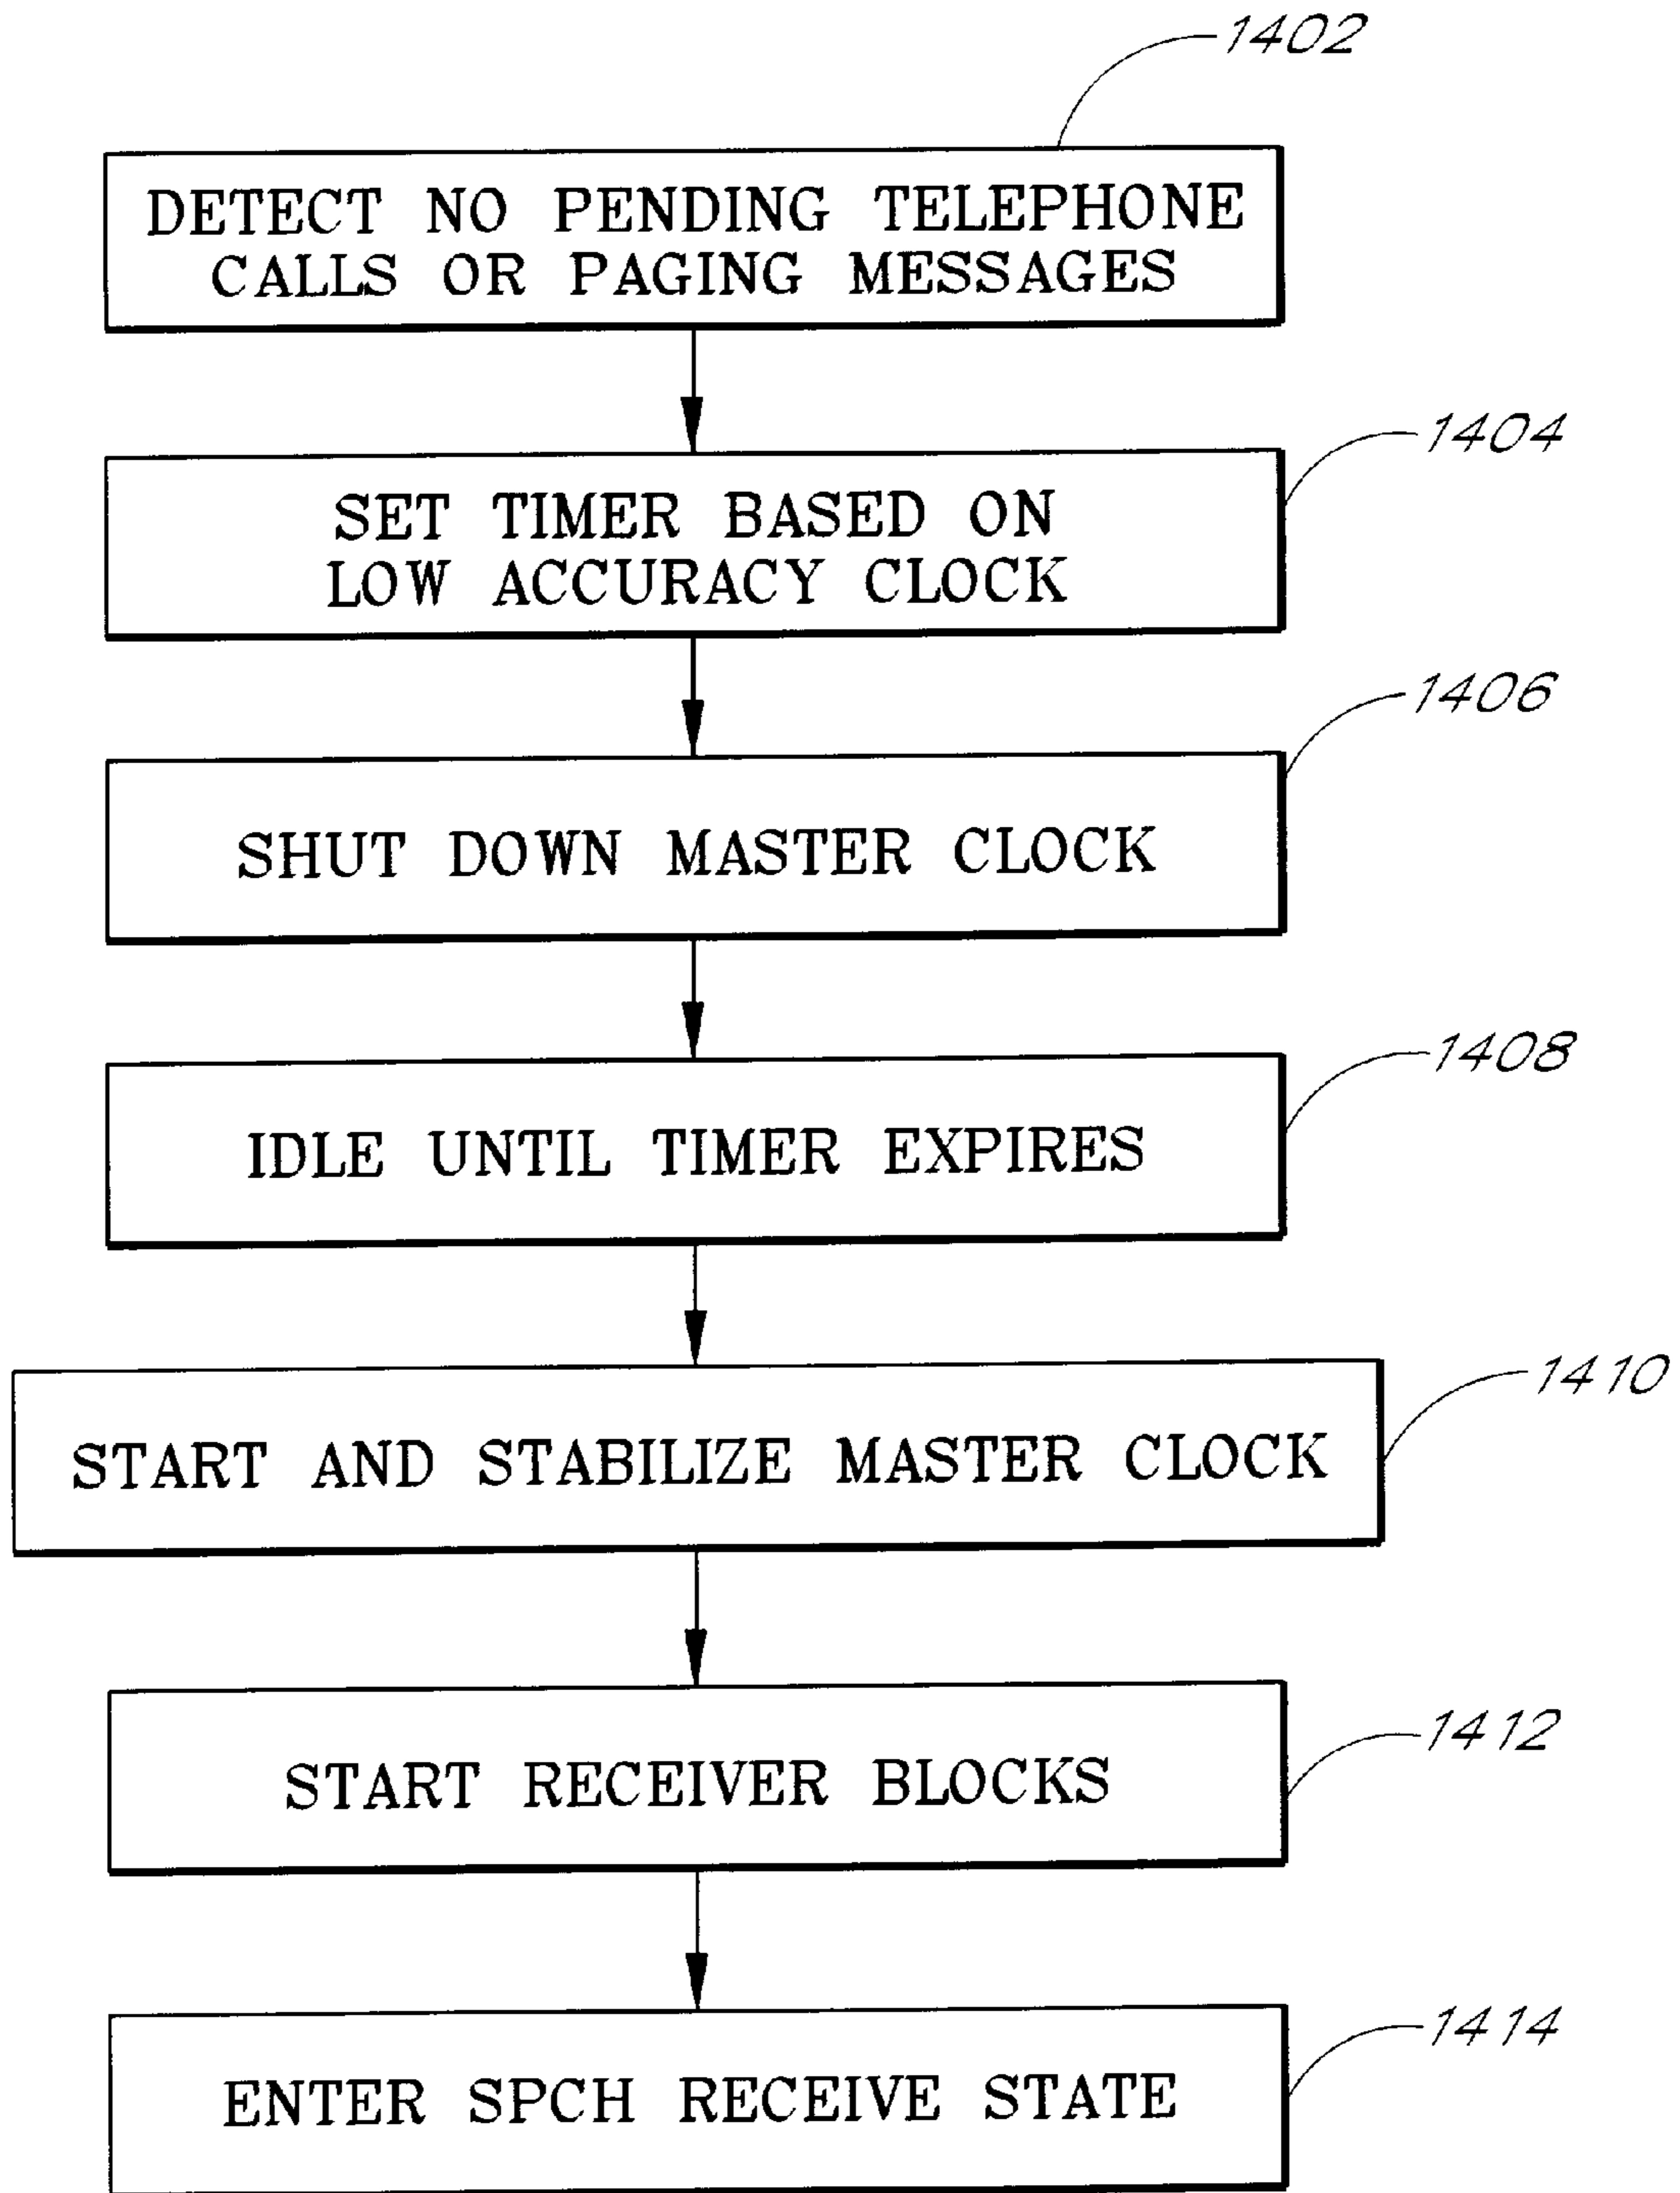 1402
DETECT NO PENDING TELEPHONE
CALLS OR PAGING MESSAGES
1404
SET TIMER BASED ON
LOW ACCURACY CLOCK
1406
SHUT DOWN MASTER CLOCK
1408
IDLE UNTIL TIMER EXPIRES
1410
START AND STABILIZE MASTER CLOCK
1412
START RECEIVER BLOCKS
1414
ENTER SPCH RECEIVE STATE